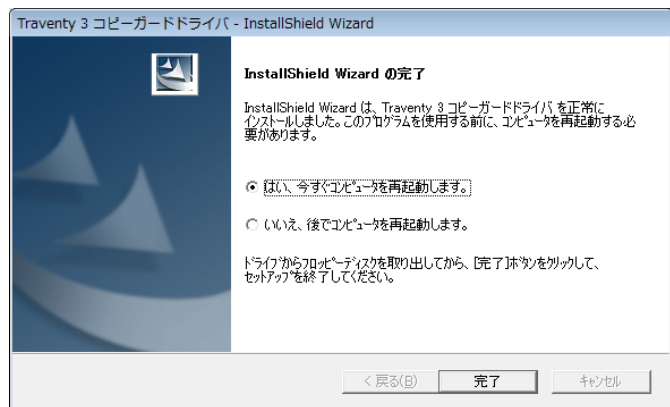 Traventy 3 コピーガードドライバ - InstallShield Wizard
InstallShield Wizard の完了
InstallShield Wizard は、Traventy 3 コピーガードドライバ を正常に
インストールしました。このプログラムを使用する前に、コンピュータを再起動する必
要があります。
はい、今すぐコンピュータを再起動します。
いいえ、後でコンピュータを再起動します。
ドライブからフロッピーディスクを取り出してから、[完了]ボタンをクリックして、
セットアップを終了してください。
< 戻る(B)
完了
キャンセル